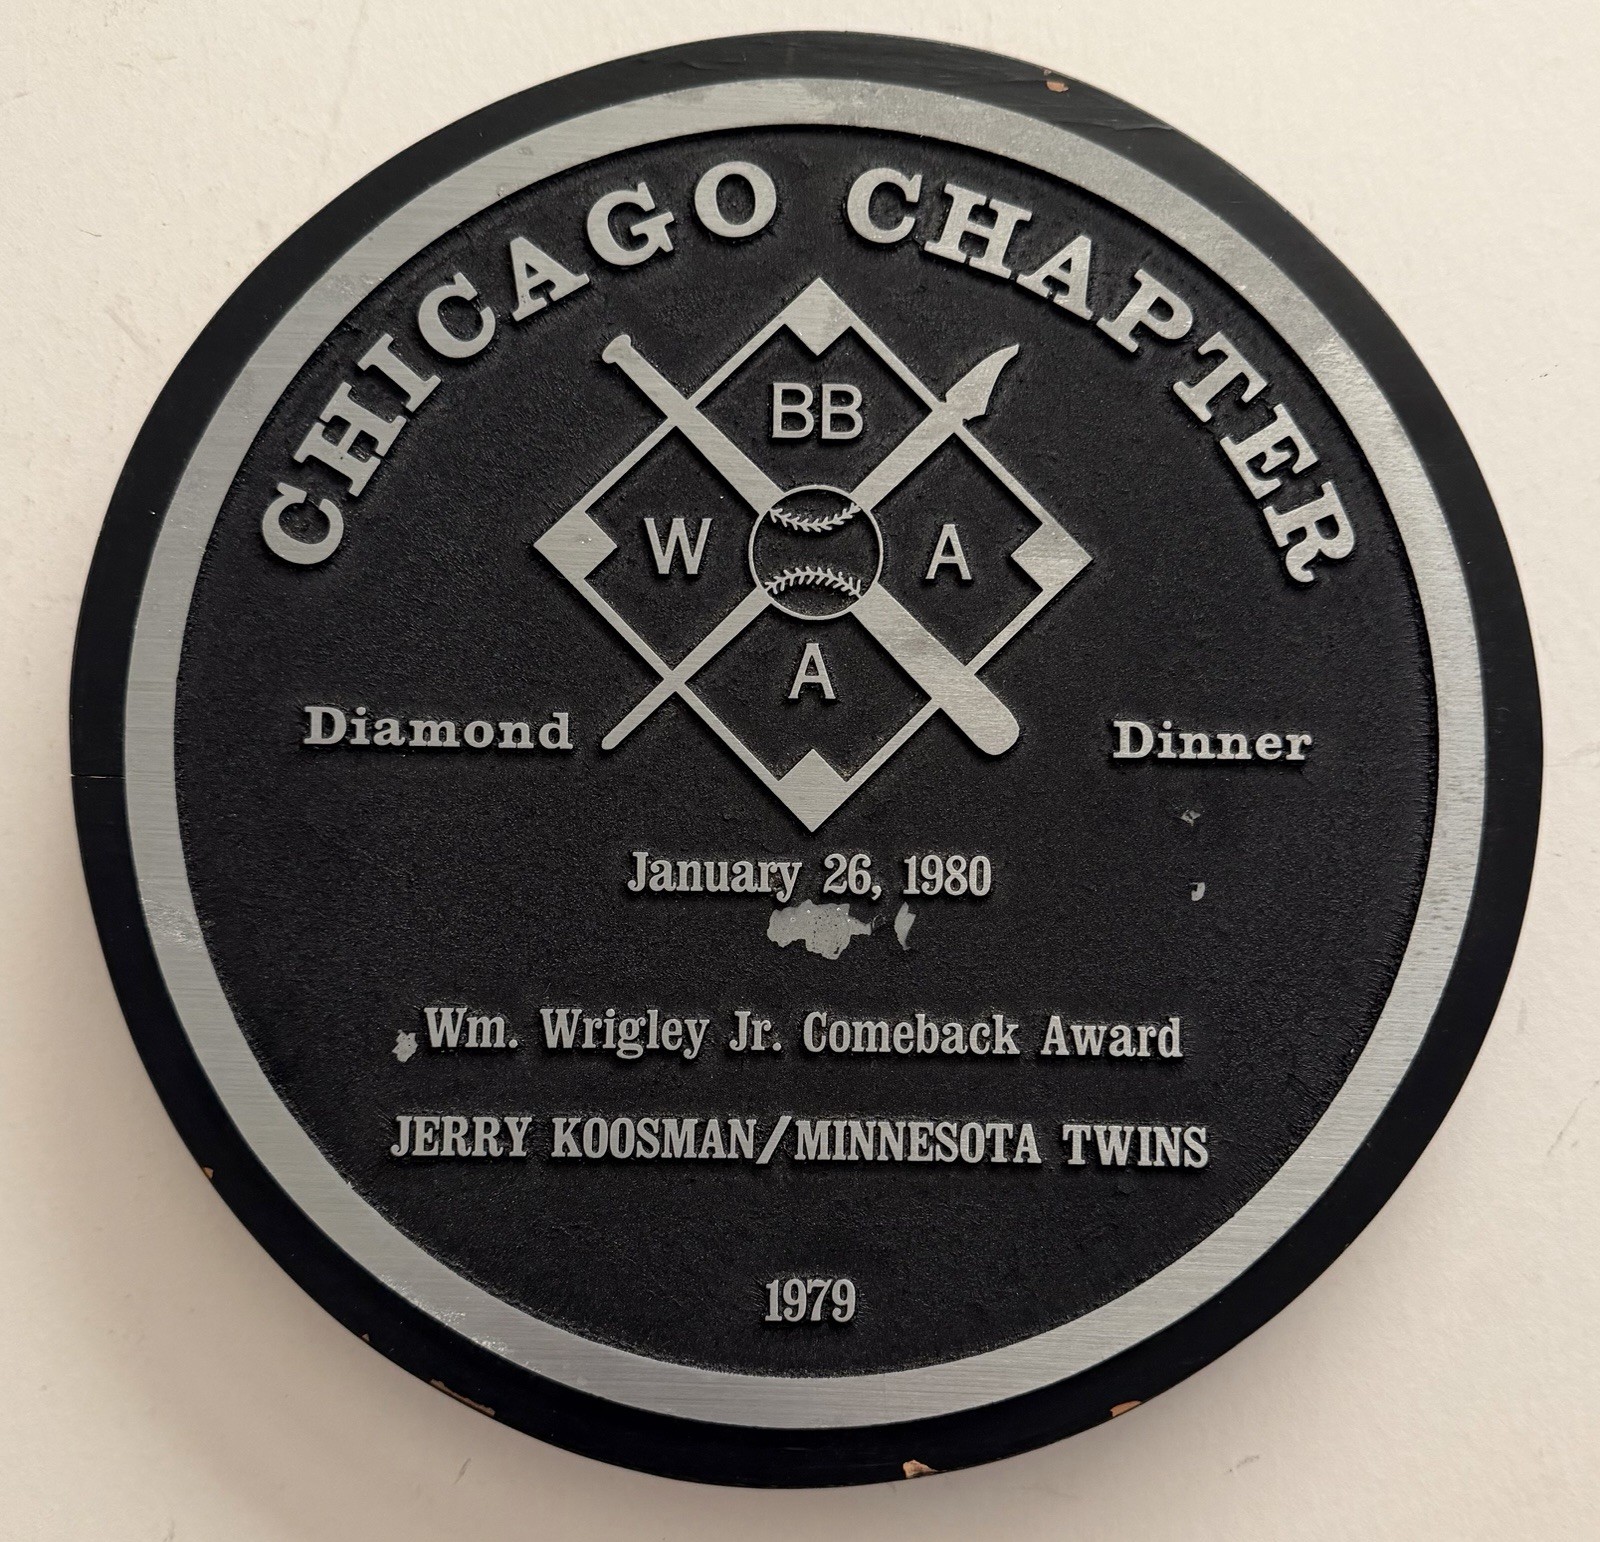 CHICAGO CHAPTER
BB
W A
A
Diamond Dinner
January 26, 1980
Wm. Wrigley Jr. Comeback Award
JERRY KOOSMAN/MINNESOTA TWINS
1979